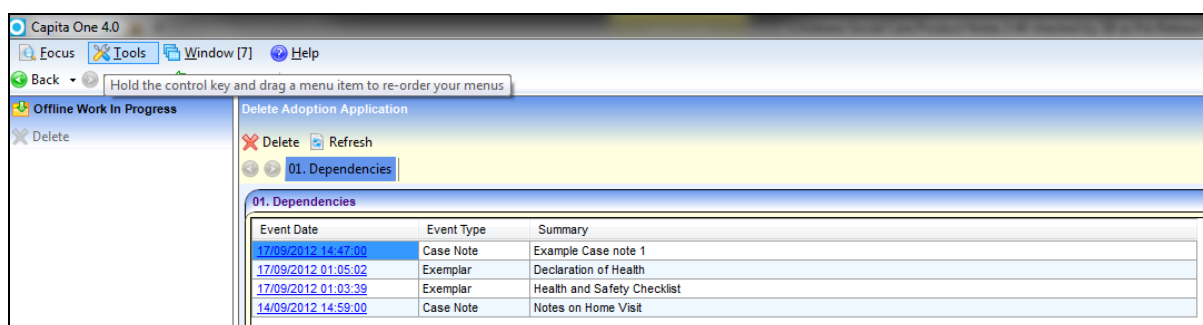 Capita One 4.0
Focus Tools Window [7] Help
Back
Hold the control key and drag a menu item to re-order your menus
Offline Work In Progress
Delete
Delete Adoption Application
Delete Refresh
01. Dependencies
01. Dependencies
Event Date Event Type Summary
17/09/2012 14:47:00 Case Note Example Case note 1
17/09/2012 01:05:02 Exemplar Declaration of Health
17/09/2012 01:03:39 Exemplar Health and Safety Checklist
14/09/2012 14:59:00 Case Note Notes on Home Visit